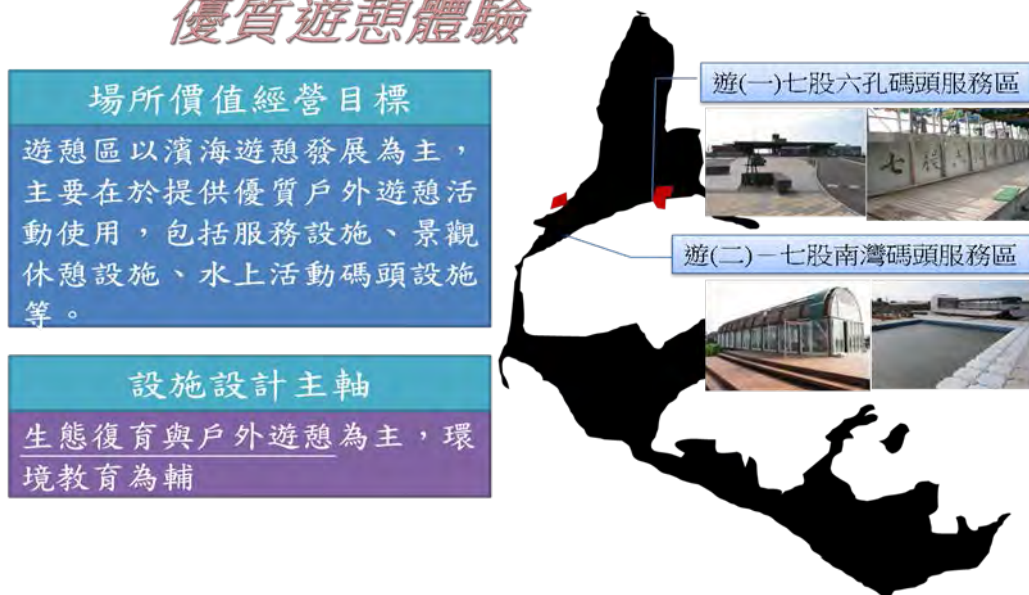 優質遊憩體驗
場所價值經營目標
遊憩區以濱海遊憩發展為主，
主要在於提供優質戶外遊憩活
動使用，包括服務設施、景觀
休憩設施、水上活動碼頭設施
等。
設施設計主軸
生態復育與戶外遊憩為主，環
境教育為輔
遊(一)七股六孔碼頭服務區
七
遊(二)－七股南灣碼頭服務區